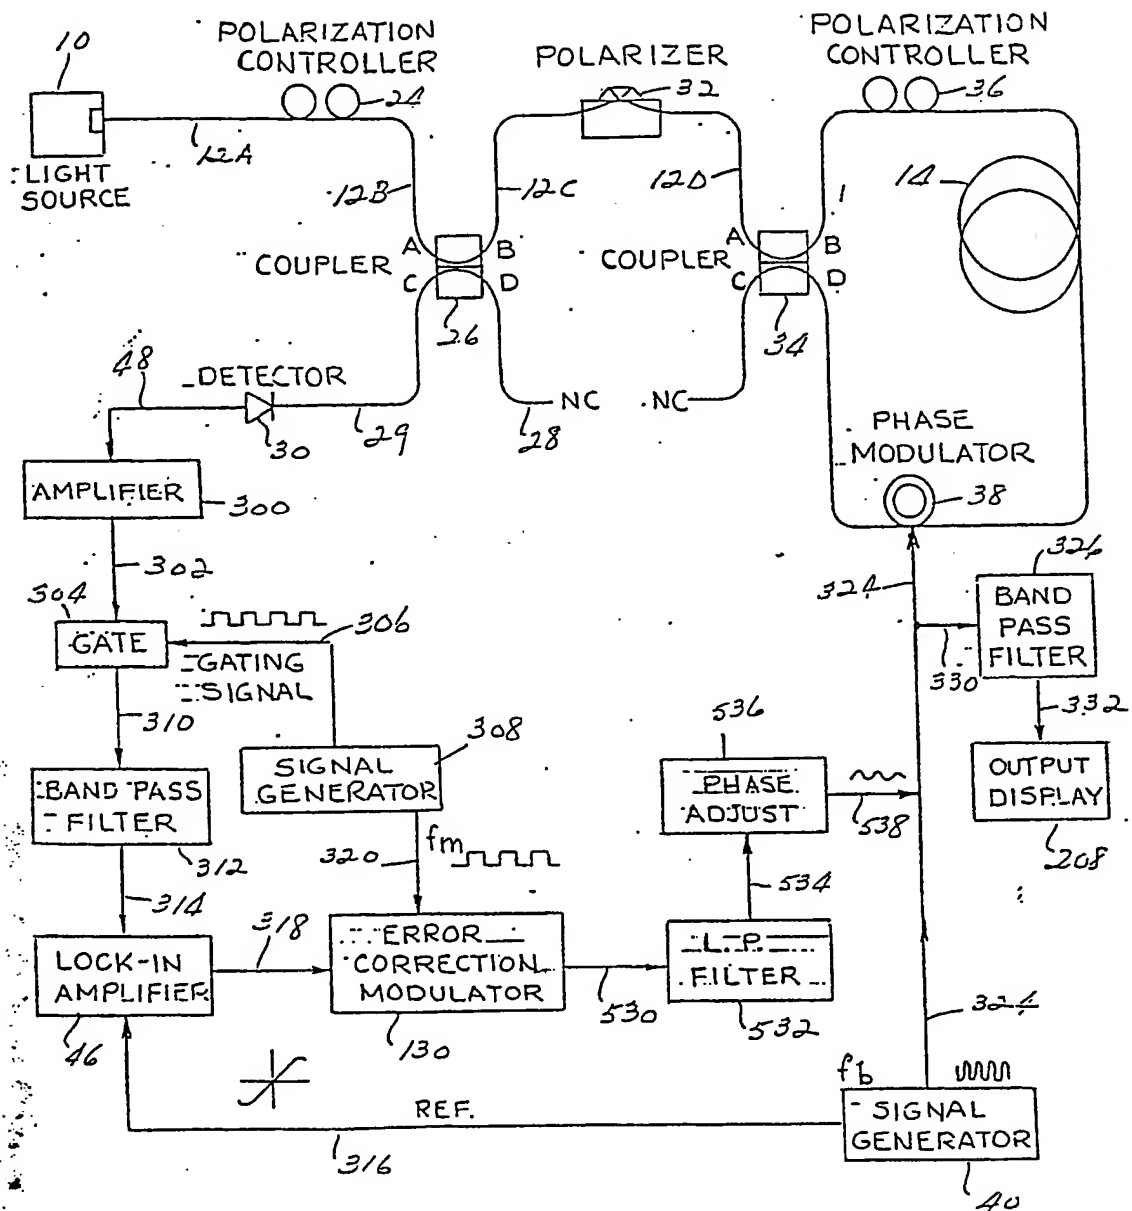 10
POLARIZATION
CONTROLLER
24
POLARIZER
32
POLARIZATION
CONTROLLER
36
LIGHT
SOURCE
12A
12B
12C
12D
1
14
A
B
C
D
COUPLER
26
A
B
C
D
COUPLER
34
48
DETECTOR
30
29
NC
28
NC
PHASE
MODULATOR
38
AMPLIFIER
300
302
304
GATE
306
GATING
SIGNAL
310
324
326
BAND
PASS
FILTER
330
332
308
SIGNAL
GENERATOR
536
PHASE
ADJUST
538
OUTPUT
DISPLAY
208
BAND PASS
FILTER
312
314
320
fm
534
LOCK-IN
AMPLIFIER
46
318
ERROR
CORRECTION
MODULATOR
130
530
L.P.
FILTER
532
324
fb
REF.
316
SIGNAL
GENERATOR
40